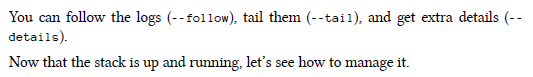 You can follow the logs (--follow), tail them (--tail), and get extra details (--
details).
Now that the stack is up and running, let’s see how to manage it.